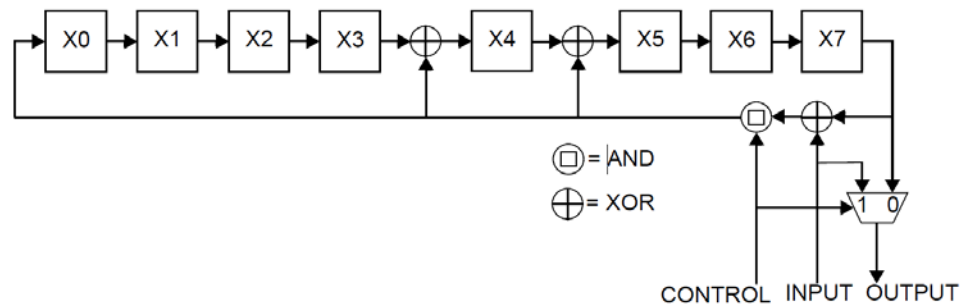 X0 X1 X2 X3 X4 X5 X6 X7
= AND
= XOR
1 0
CONTROL INPUT OUTPUT